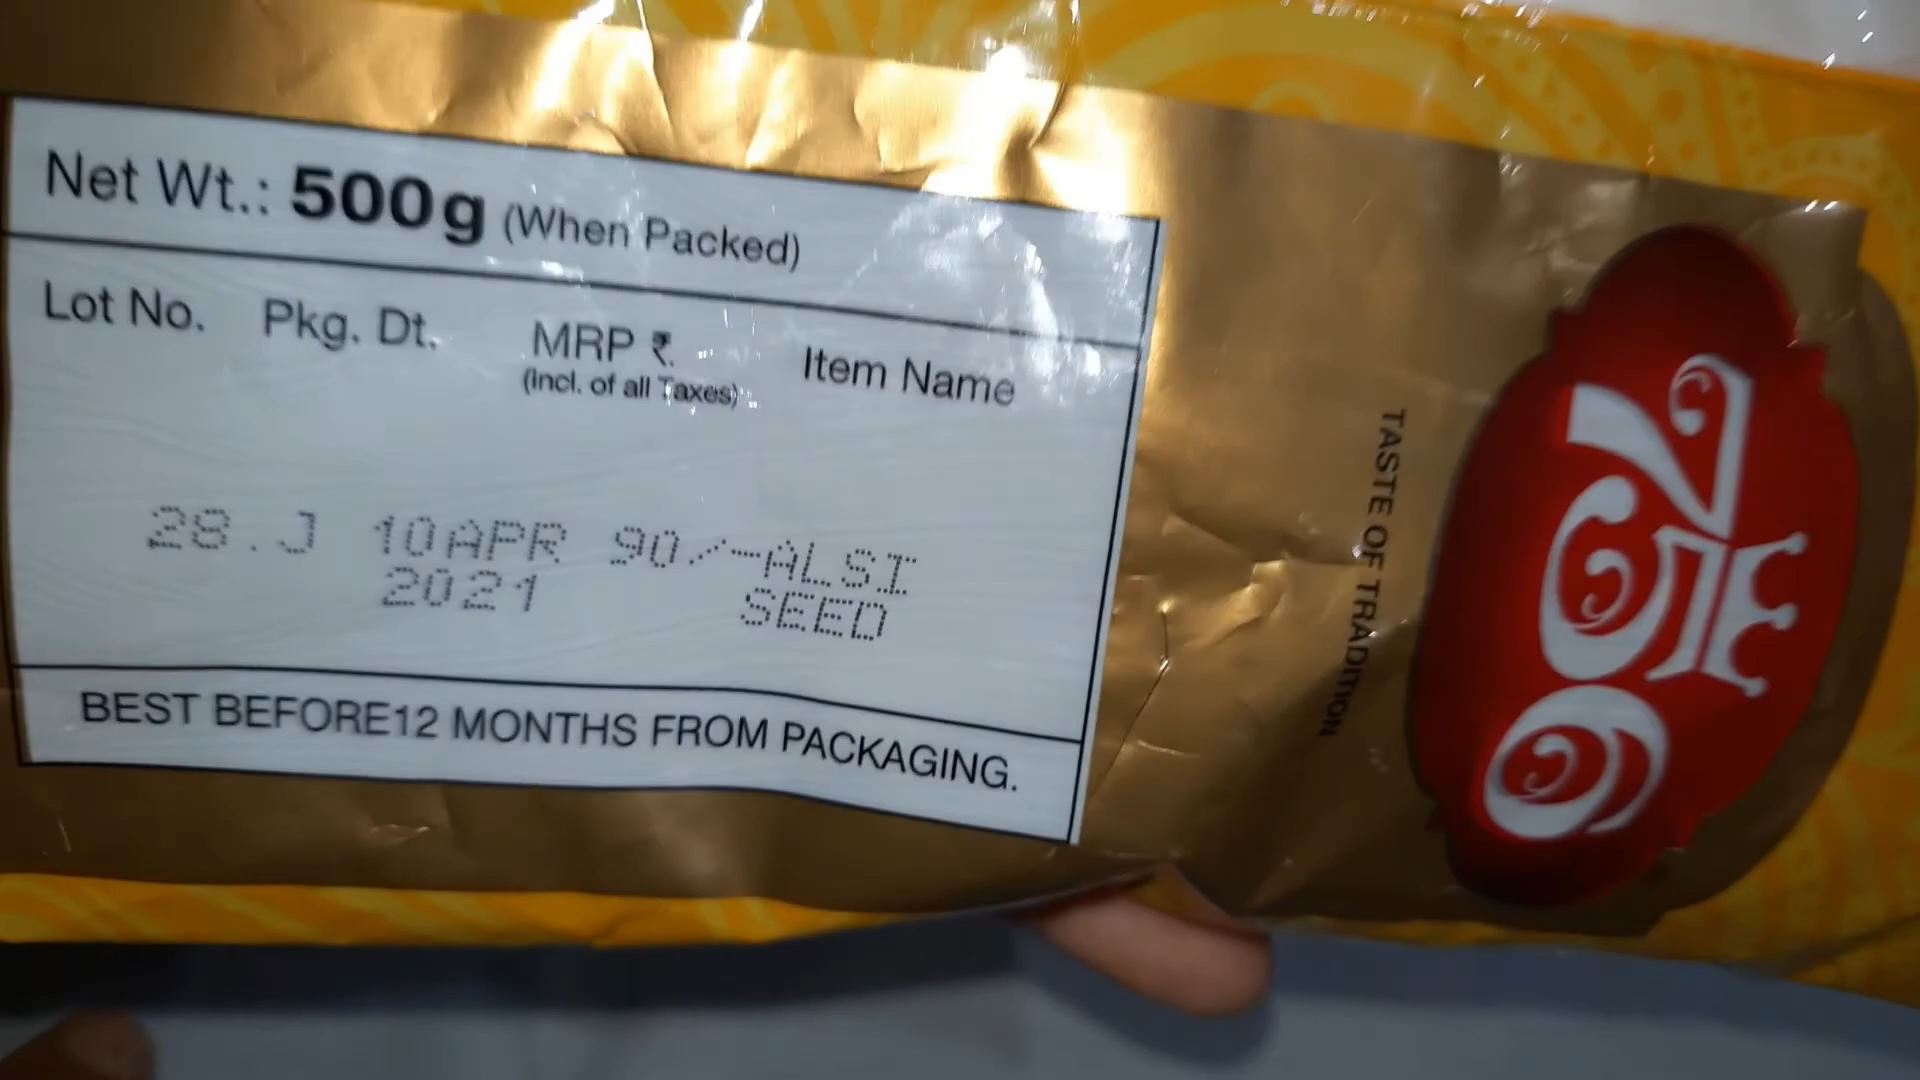 Net Wt.: 500g (When Packed)
Lot No. Pkg. Dt. MRP ₹. Item Name
(Incl. of all Taxes)
28.J 10APR 90/-ALSI
2021 SEED
BEST BEFORE12 MONTHS FROM PACKAGING.
TASTE OF TRADITION